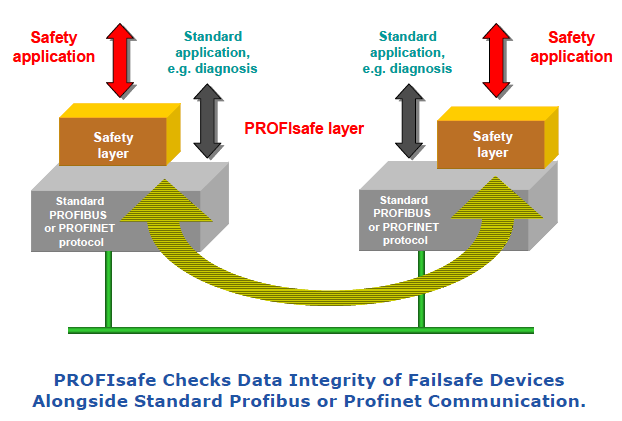 Safety
application
Standard
application,
e.g. diagnosis
Standard
application,
e.g. diagnosis
Safety
application
PROFIsafe layer
Safety
layer
Safety
layer
Standard
PROFIBUS
or PROFINET
protocol
Standard
PROFIBUS
or PROFINET
protocol
PROFIsafe Checks Data Integrity of Failsafe Devices
Alongside Standard Profibus or Profinet Communication.